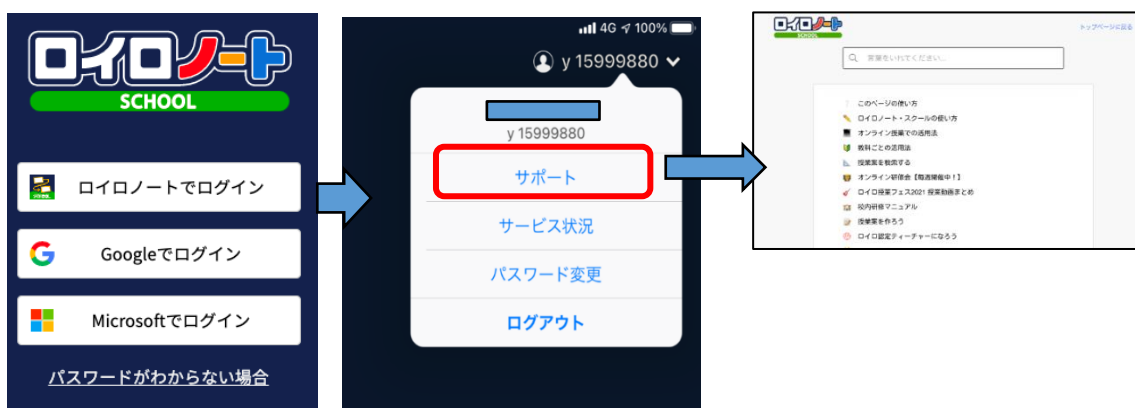 ロイロノート
SCHOOL
ロイロノートでログイン
Googleでログイン
Microsoftでログイン
パスワードがわからない場合
4G 100%
y 15999880
y 15999880
サポート
サービス状況
パスワード変更
ログアウト
ロイロノート
SCHOOL
トップページに戻る
言葉をいれてください...
このページの使い方
ロイロノート・スクールの使い方
オンライン授業での活用法
教科ごとの活用法
授業案を検索する
オンライン研修会【毎週開催中！】
ロイロ授業フェス2021 授業動画まとめ
校内研修マニュアル
授業案を作ろう
ロイロ認定ティーチャーになろう